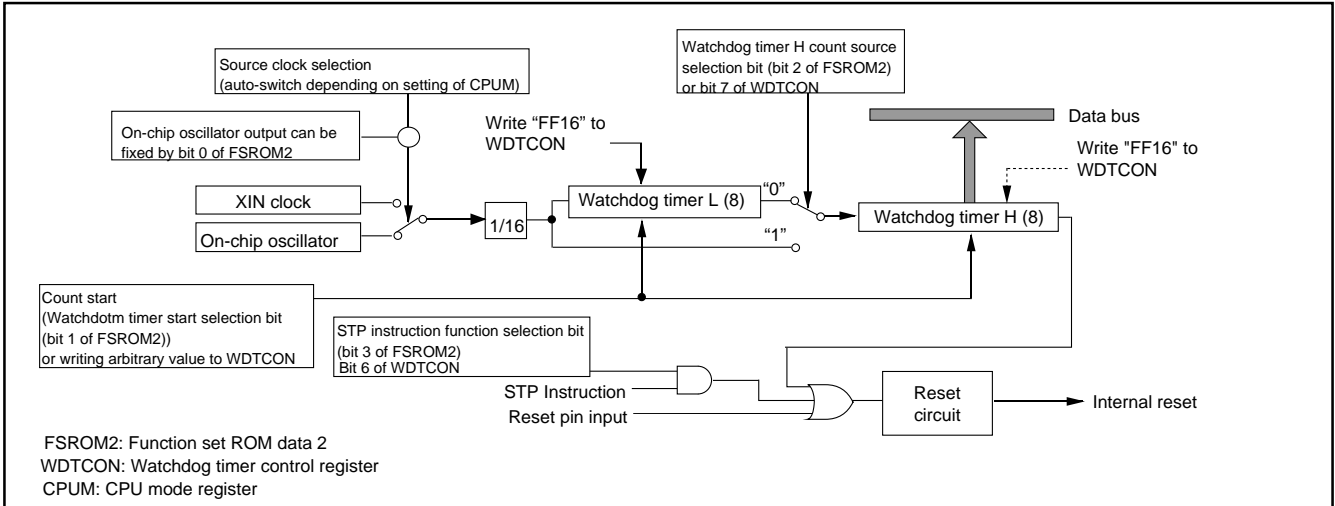 Source clock selection
(auto-switch depending on setting of CPUM)
Watchdog timer H count source
selection bit (bit 2 of FSROM2)
or bit 7 of WDTCON
On-chip oscillator output can be
fixed by bit 0 of FSROM2
Write “FF16” to
WDTCON
Data bus
Write "FF16" to
WDTCON
XIN clock
On-chip oscillator
1/16
Watchdog timer L (8)
“0”
“1”
Watchdog timer H (8)
Count start
(Watchdotm timer start selection bit
(bit 1 of FSROM2))
or writing arbitrary value to WDTCON
STP instruction function selection bit
(bit 3 of FSROM2)
Bit 6 of WDTCON
STP Instruction
Reset pin input
Reset
circuit
Internal reset
FSROM2: Function set ROM data 2
WDTCON: Watchdog timer control register
CPUM: CPU mode register